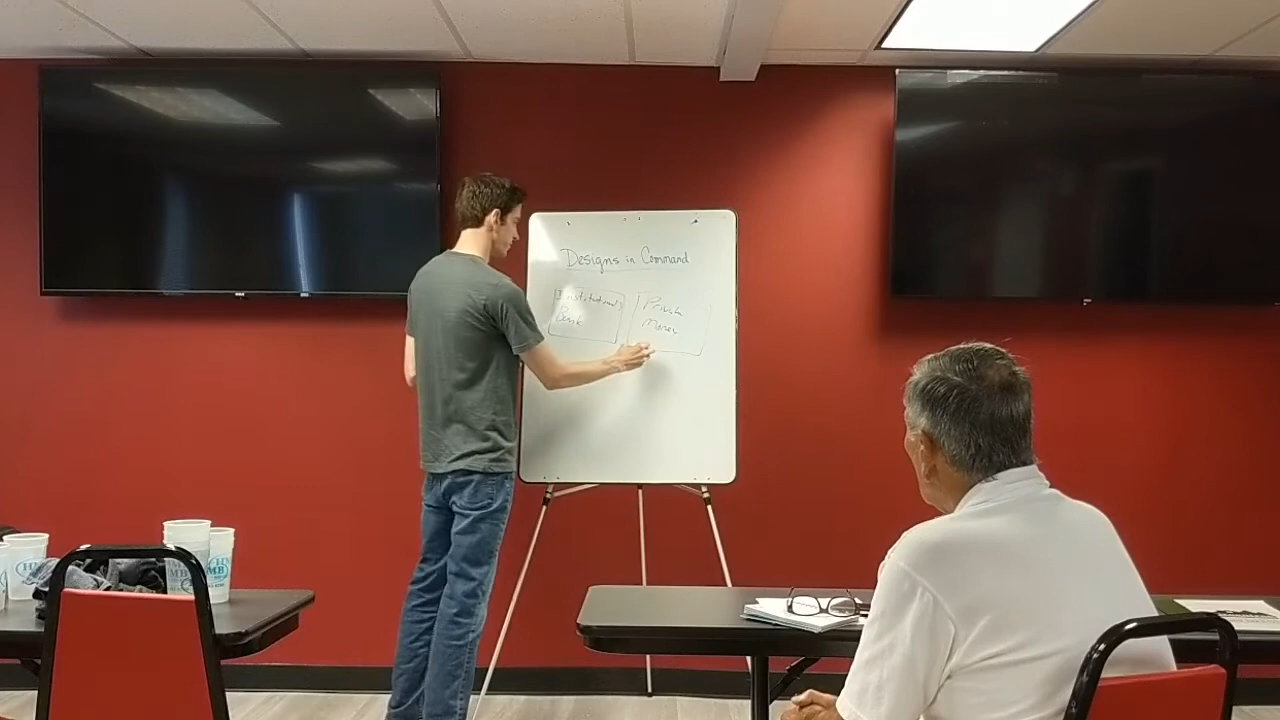 Designs in Command
Institutional
Bank
Private
Money